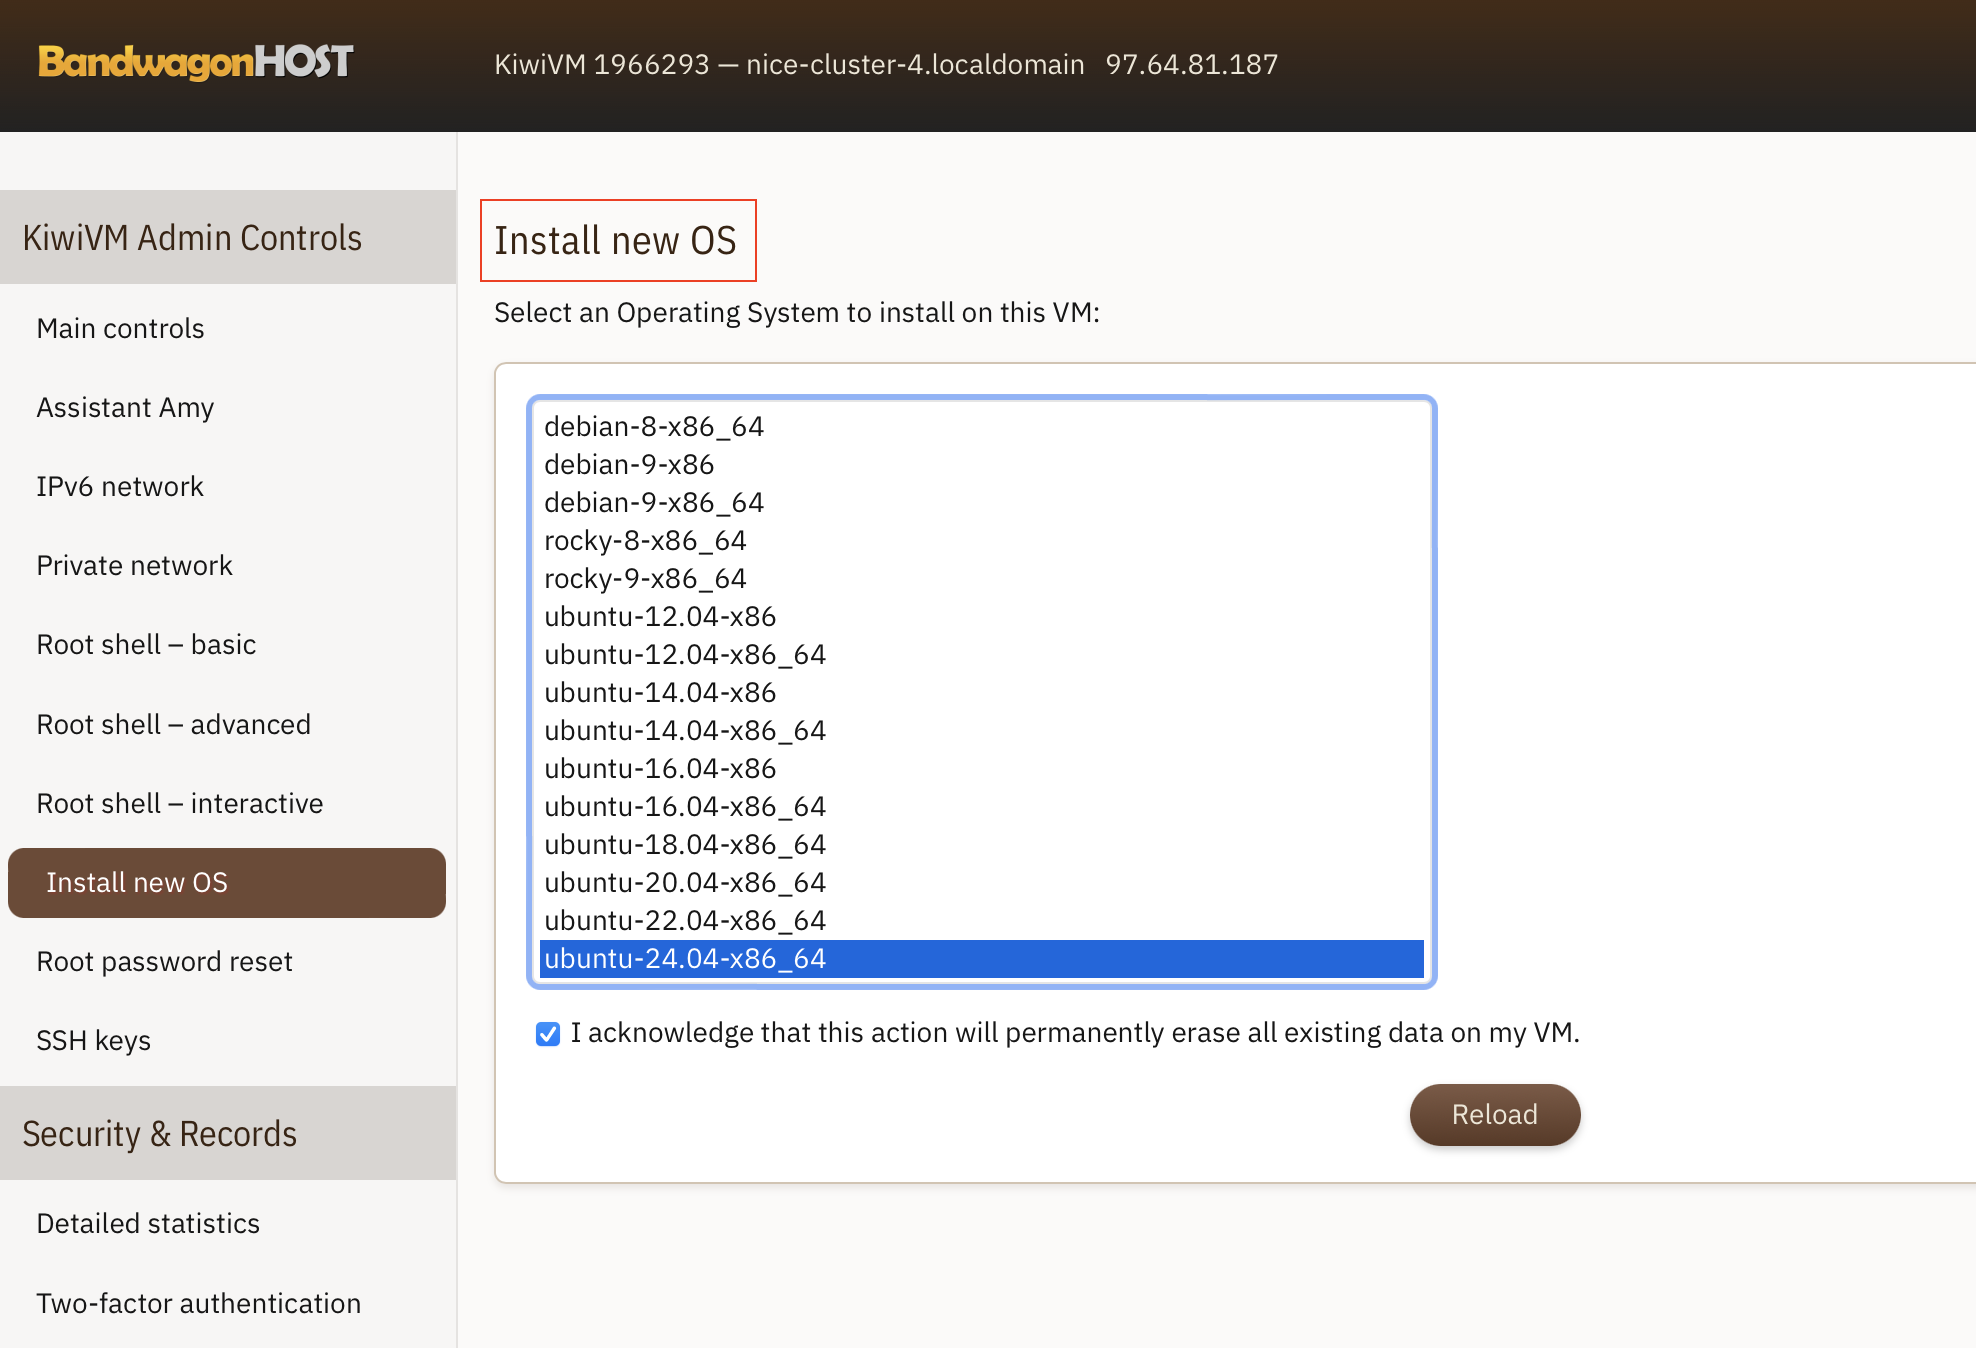 BandwagonHOST
KiwiVM 1966293 — nice-cluster-4.localdomain 97.64.81.187
KiwiVM Admin Controls
Main controls
Assistant Amy
IPv6 network
Private network
Root shell – basic
Root shell – advanced
Root shell – interactive
Install new OS
Root password reset
SSH keys
Security & Records
Detailed statistics
Two-factor authentication
Install new OS
Select an Operating System to install on this VM:
debian-8-x86_64
debian-9-x86
debian-9-x86_64
rocky-8-x86_64
rocky-9-x86_64
ubuntu-12.04-x86
ubuntu-12.04-x86_64
ubuntu-14.04-x86
ubuntu-14.04-x86_64
ubuntu-16.04-x86
ubuntu-16.04-x86_64
ubuntu-18.04-x86_64
ubuntu-20.04-x86_64
ubuntu-22.04-x86_64
ubuntu-24.04-x86_64
I acknowledge that this action will permanently erase all existing data on my VM.
Reload